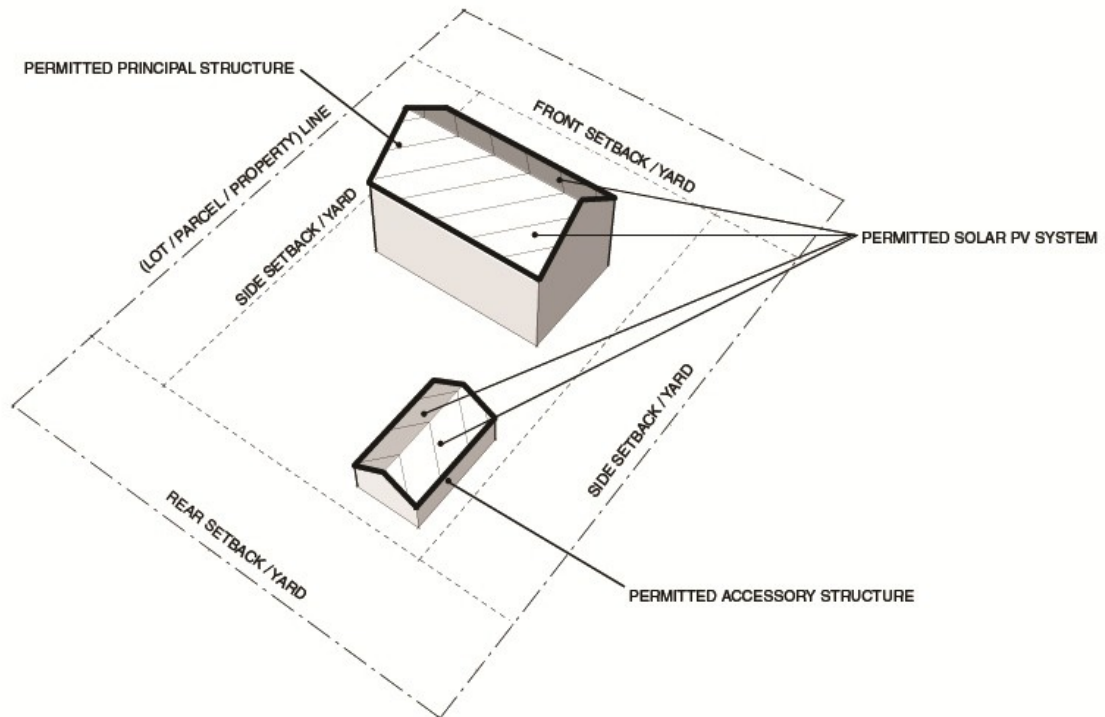 PERMITTED PRINCIPAL STRUCTURE
(LOT / PARCEL / PROPERTY) LINE
FRONT SETBACK / YARD
SIDE SETBACK / YARD
PERMITTED SOLAR PV SYSTEM
SIDE SETBACK / YARD
REAR SETBACK / YARD
PERMITTED ACCESSORY STRUCTURE